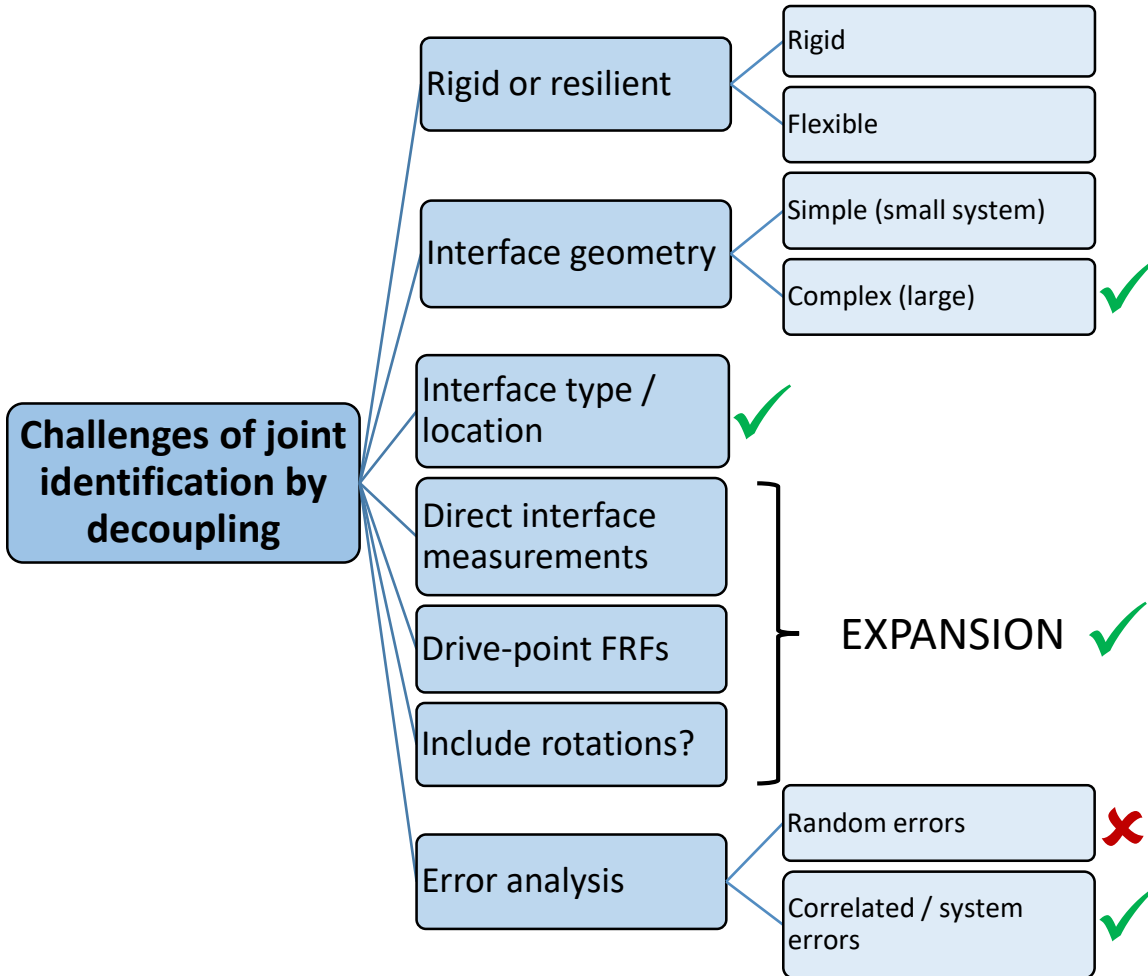 Challenges of joint
identification by
decoupling
Rigid or resilient
Rigid
Flexible
Interface geometry
Simple (small system)
Complex (large)
Interface type /
location
Direct interface
measurements
Drive-point FRFs
Include rotations?
EXPANSION
Error analysis
Random errors
Correlated / system
errors